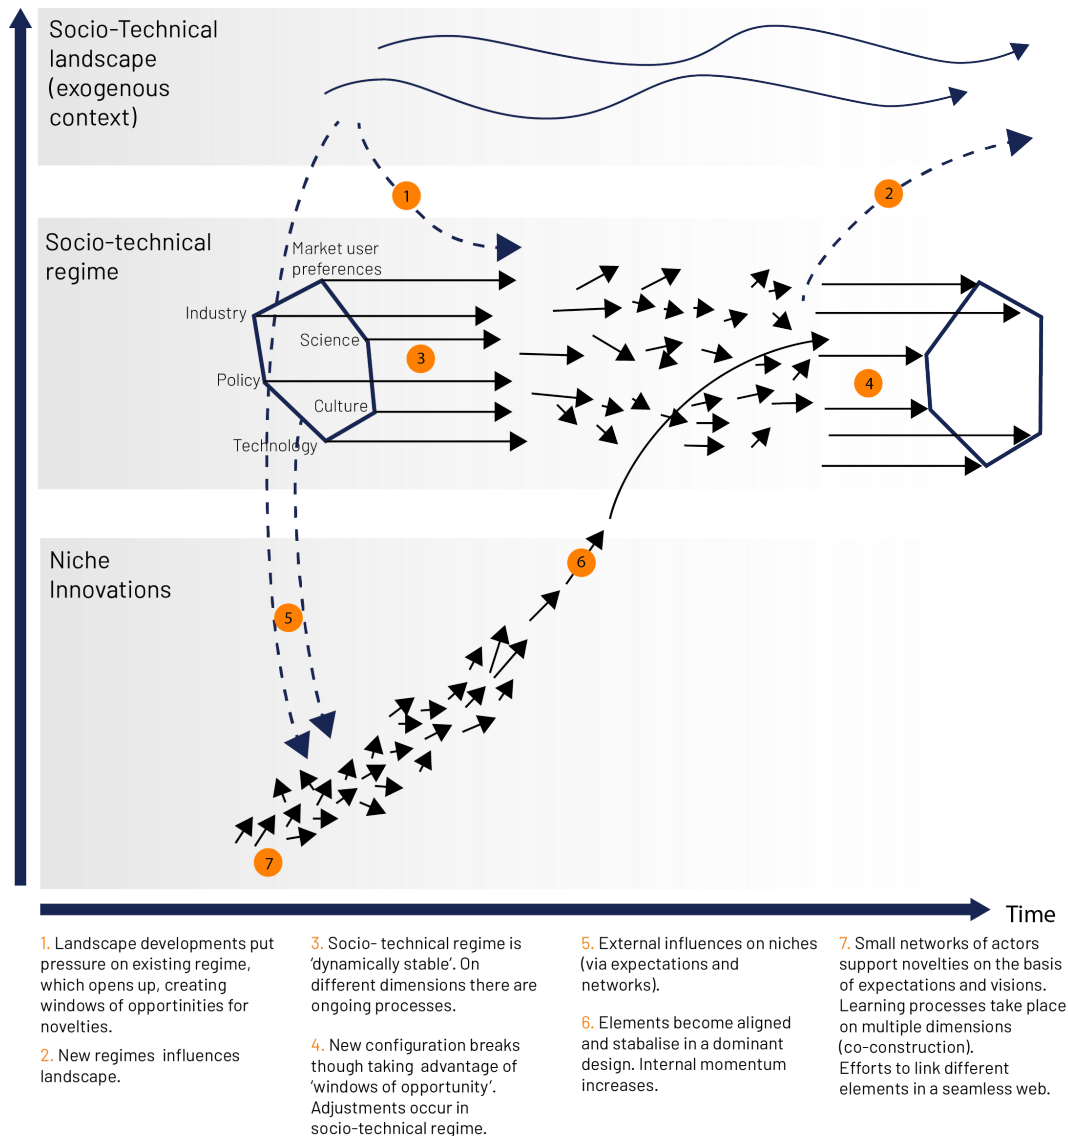 Socio-Technical
landscape
(exogenous
context)
1
2
Socio-technical
regime
Market user
preferences
Industry
Science
3
Policy
4
Culture
Technology
Niche
Innovations
6
5
7
Time
1. Landscape developments put
pressure on existing regime,
which opens up, creating
windows of opportinities for
novelties.
2. New regimes influences
landscape.
3. Socio- technical regime is
‘dynamically stable’. On
different dimensions there are
ongoing processes.
4. New configuration breaks
though taking advantage of
‘windows of opportunity’.
Adjustments occur in
socio-technical regime.
5. External influences on niches
(via expectations and
networks).
6. Elements become aligned
and stabalise in a dominant
design. Internal momentum
increases.
7. Small networks of actors
support novelties on the basis
of expectations and visions.
Learning processes take place
on multiple dimensions
(co-construction).
Efforts to link different
elements in a seamless web.